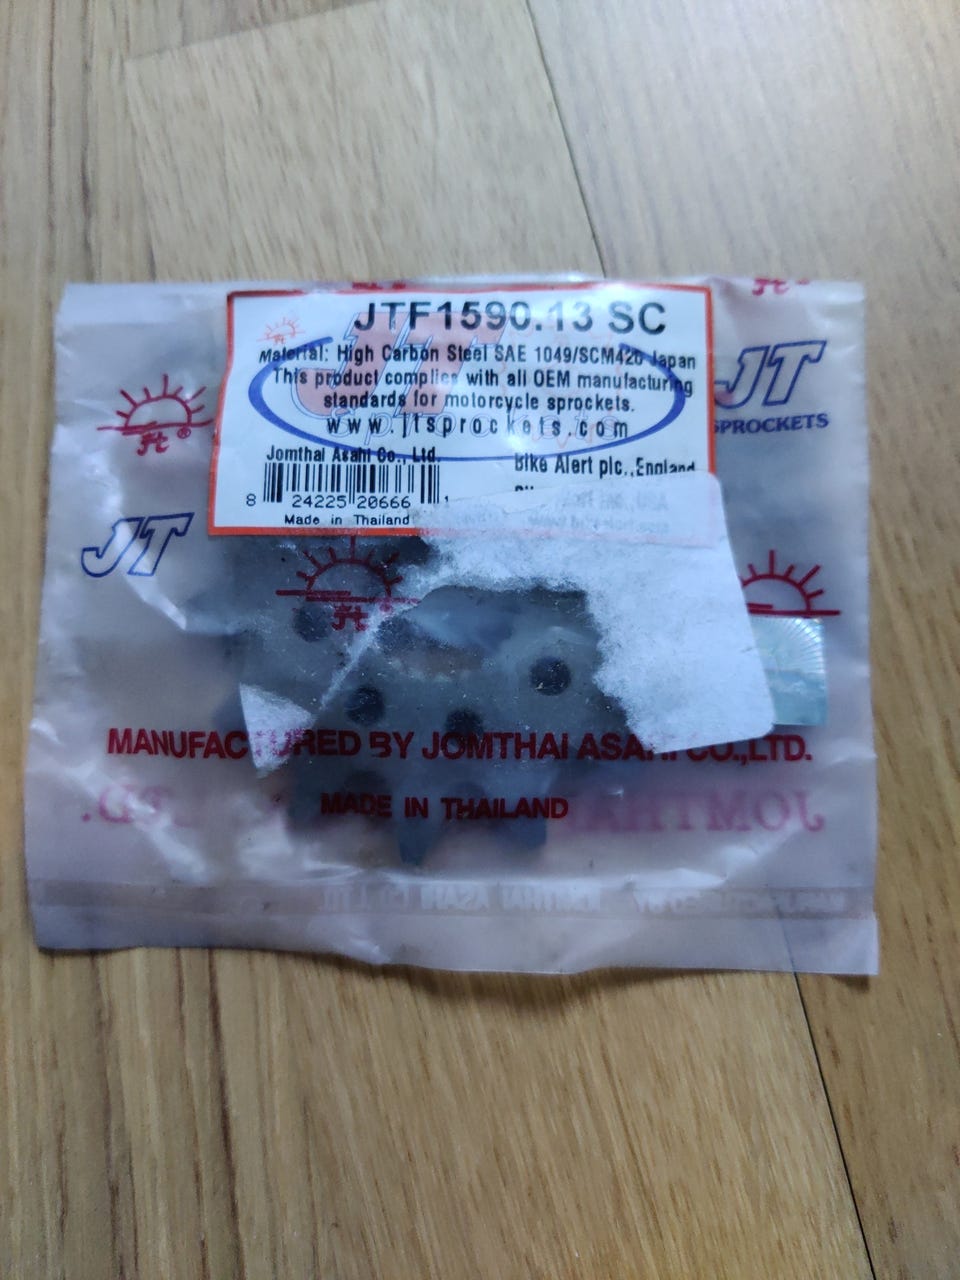 JTF1590.13 SC
Material: High Carbon Steel SAE 1049/SCM420 Japan
This product complies with all OEM manufacturing
standards for motorcycle sprockets.
www.jtsprockets.com
Jomthai Asahi Co., Ltd.
Bike Alert plc.,England
8 24225 20666 1
Made in Thailand
JT
SPROCKETS
JT
MANUFACTURED BY JOMTHAI ASAHI CO.,LTD.
MADE IN THAILAND
JOMTHAI